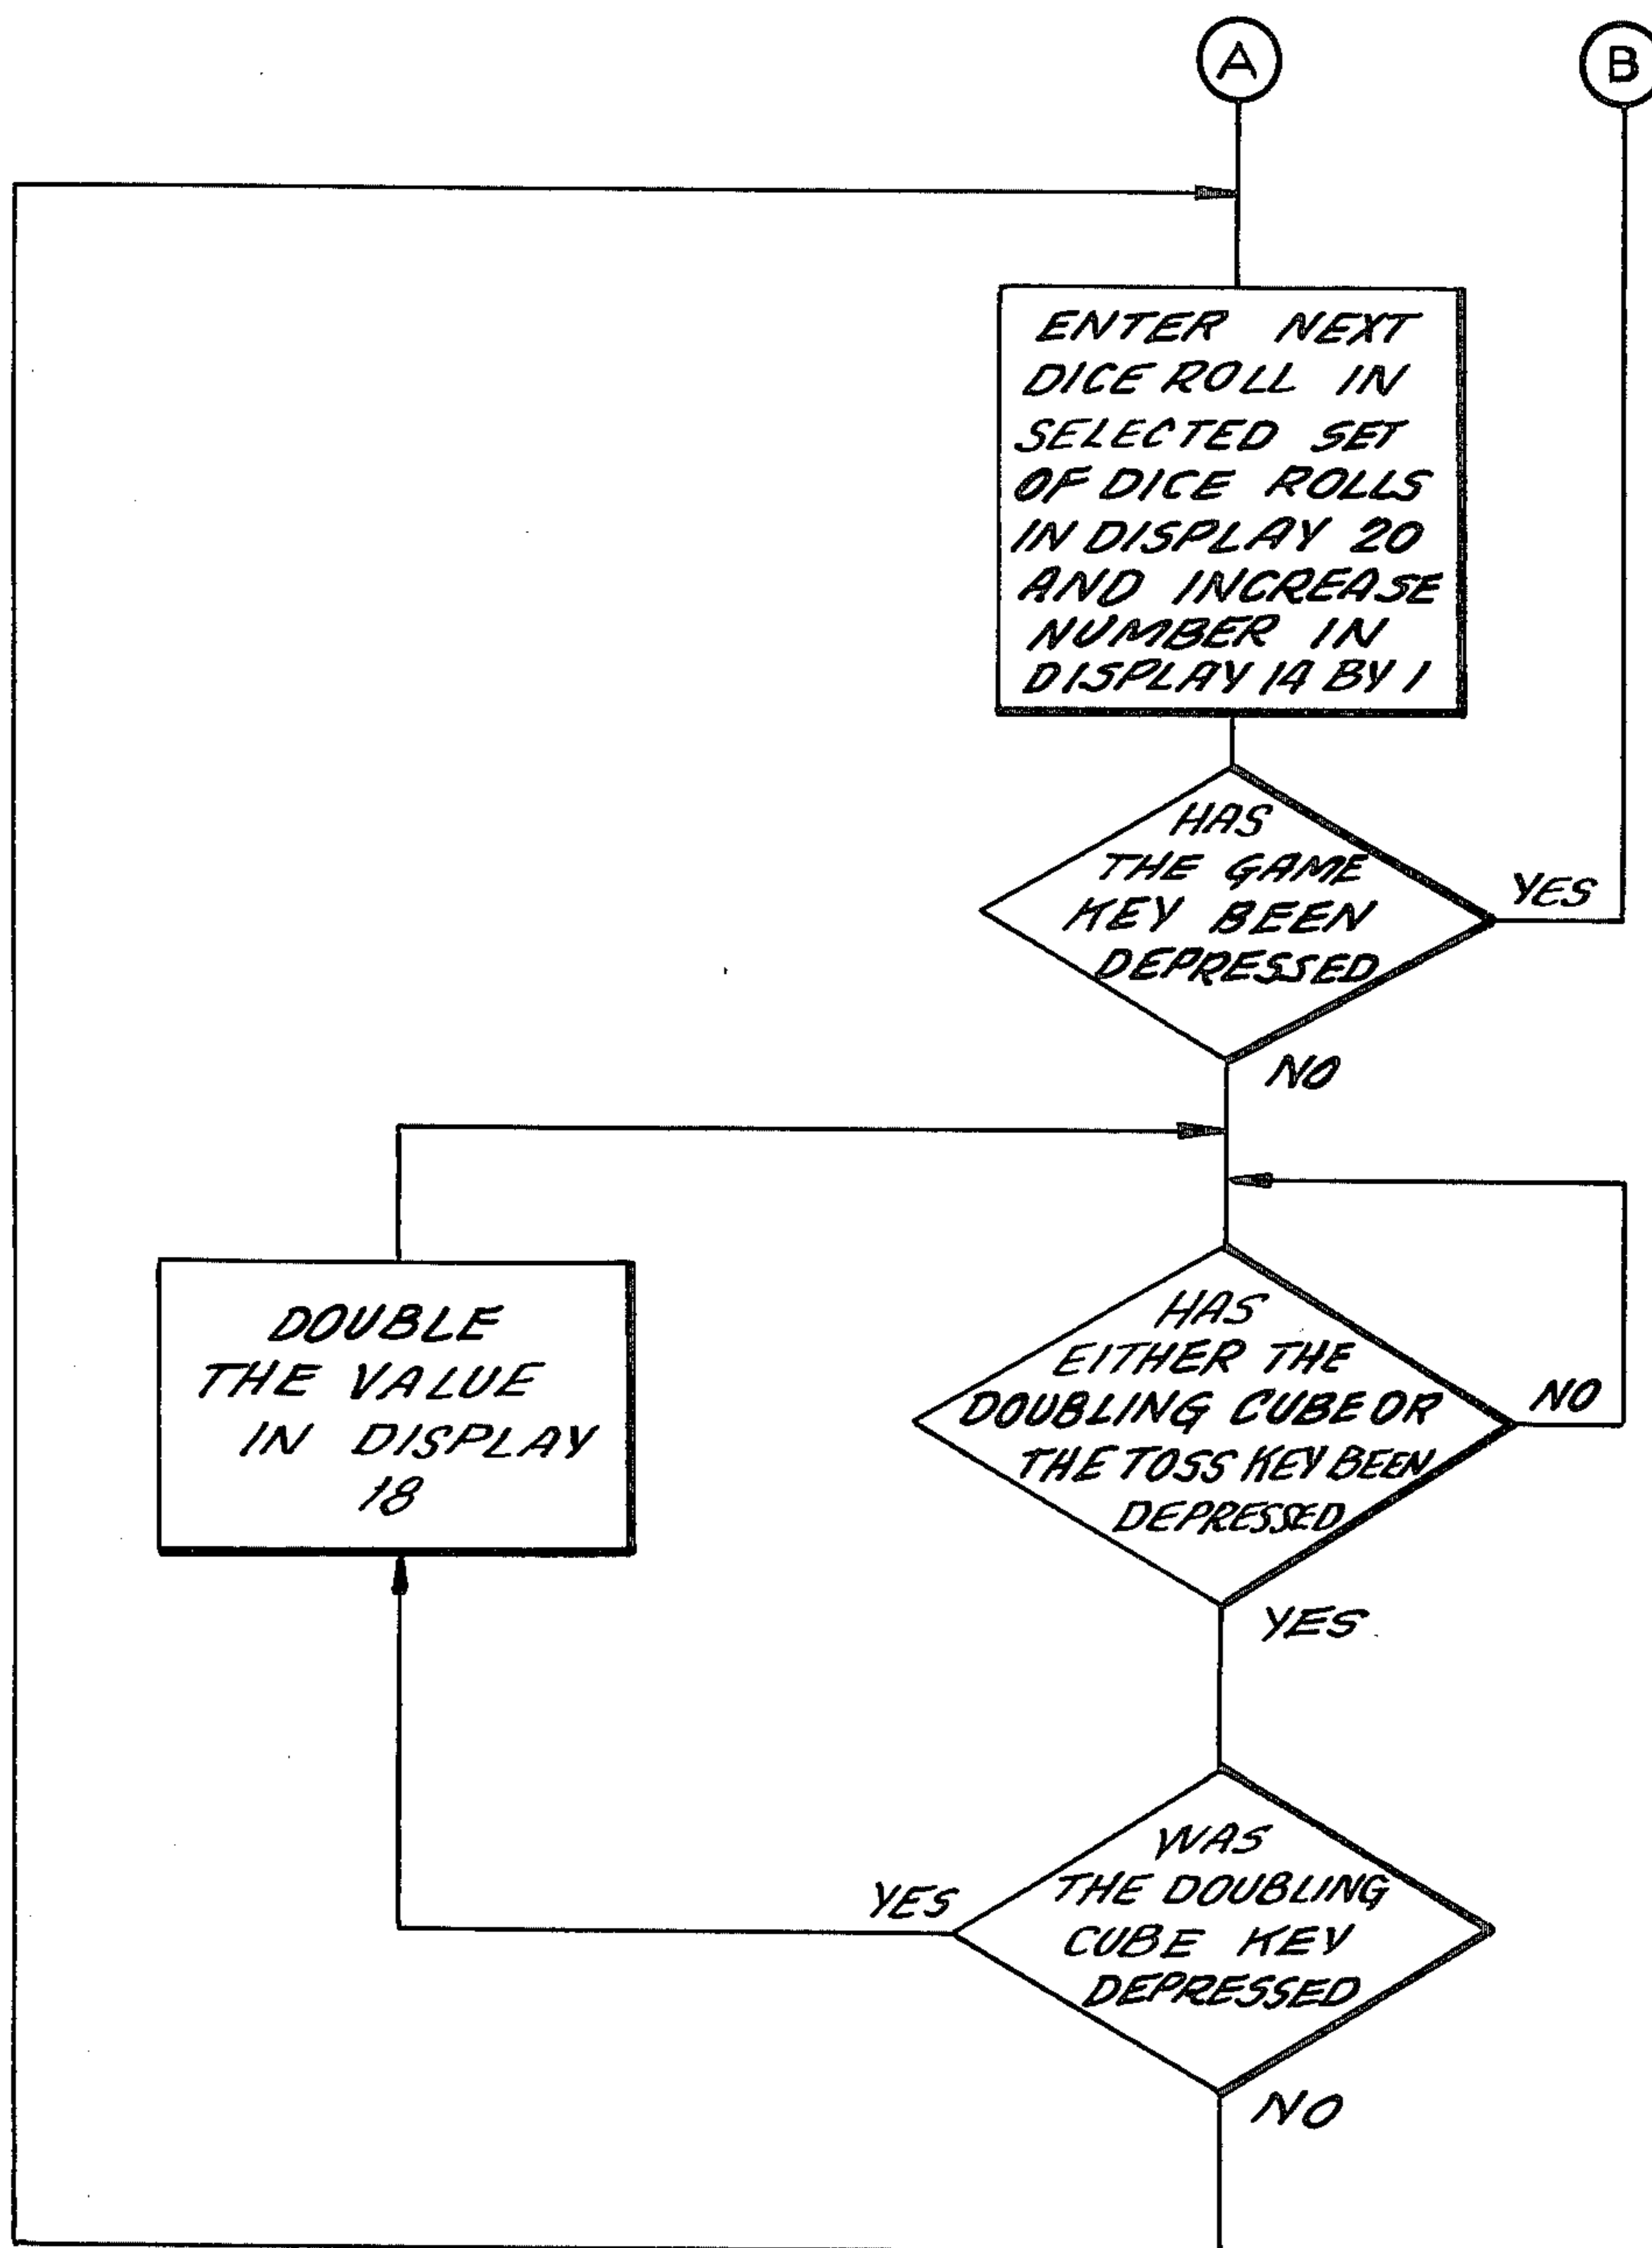 A
B
ENTER NEXT
DICE ROLL IN
SELECTED SET
OF DICE ROLLS
IN DISPLAY 20
AND INCREASE
NUMBER IN
DISPLAY 14 BY 1
HAS
THE GAME
KEY BEEN
DEPRESSED
YES
NO
DOUBLE
THE VALUE
IN DISPLAY
18
HAS
EITHER THE
DOUBLING CUBE OR
THE TOSS KEY BEEN
DEPRESSED
NO
YES
WAS
THE DOUBLING
CUBE KEY
DEPRESSED
YES
NO